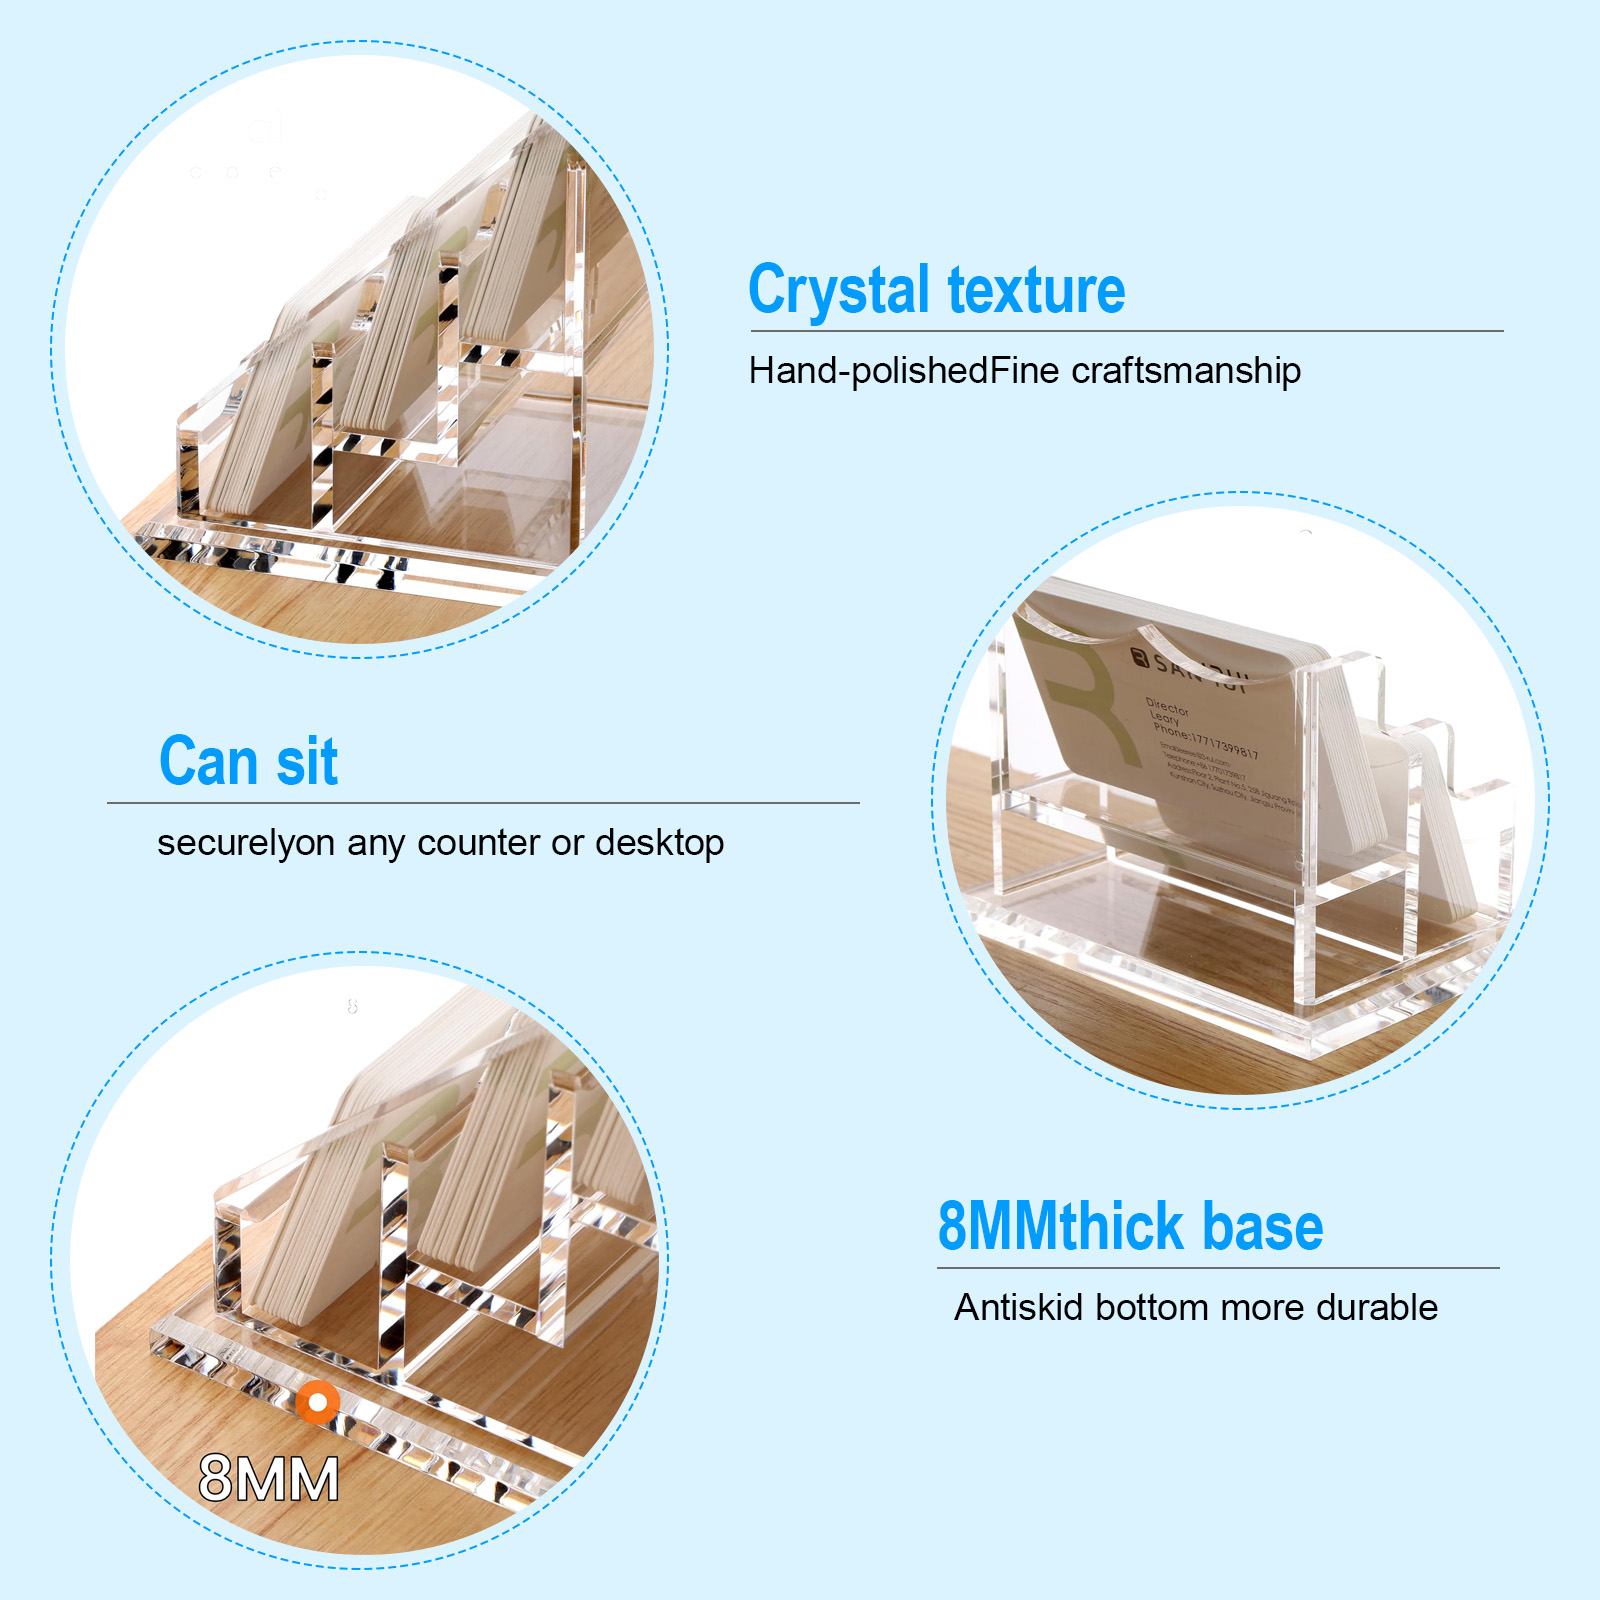 Crystal texture
Hand-polishedFine craftsmanship
SANRUI
Director
Leary
Phone:17717399817
Can sit
securelyon any counter or desktop
8MM
8MMthick base
Antiskid bottom more durable